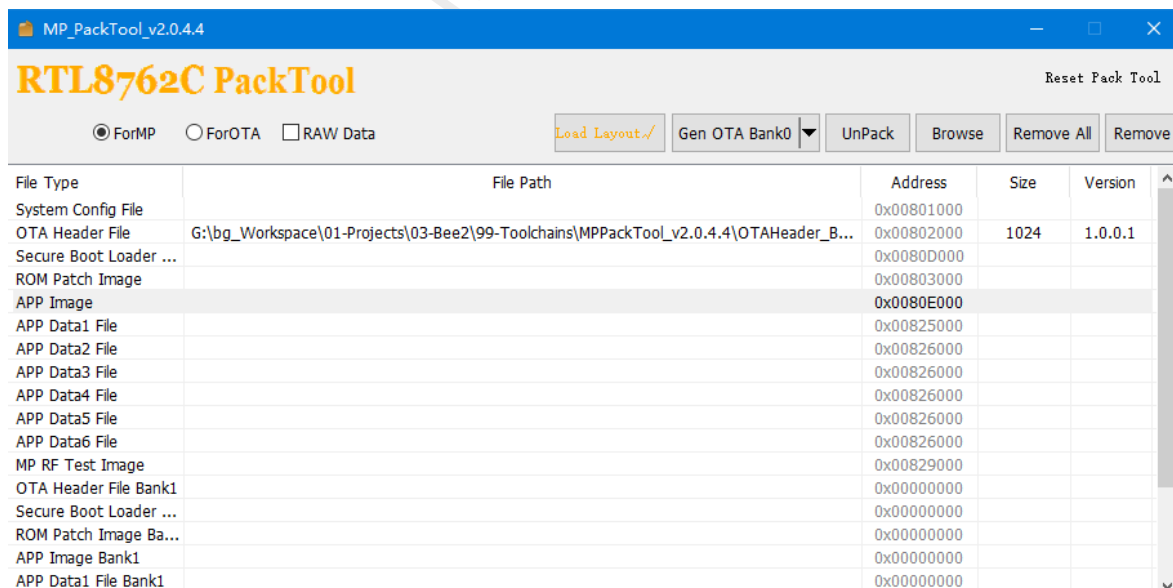 MP_PackTool_v2.0.4.4
RTL8762C PackTool
Reset Pack Tool
ForMP ForOTA RAW Data Load Layout√ Gen OTA Bank0 UnPack Browse Remove All Remove
File Type File Path Address Size Version
System Config File 0x00801000
OTA Header File G:\bg_Workspace\01-Projects\03-Bee2\99-Toolchains\MPPackTool_v2.0.4.4\OTAHeader_B... 0x00802000 1024 1.0.0.1
Secure Boot Loader ... 0x0080D000
ROM Patch Image 0x00803000
APP Image 0x0080E000
APP Data1 File 0x00825000
APP Data2 File 0x00826000
APP Data3 File 0x00826000
APP Data4 File 0x00826000
APP Data5 File 0x00826000
APP Data6 File 0x00826000
MP RF Test Image 0x00829000
OTA Header File Bank1 0x00000000
Secure Boot Loader ... 0x00000000
ROM Patch Image Ba... 0x00000000
APP Image Bank1 0x00000000
APP Data1 File Bank1 0x00000000